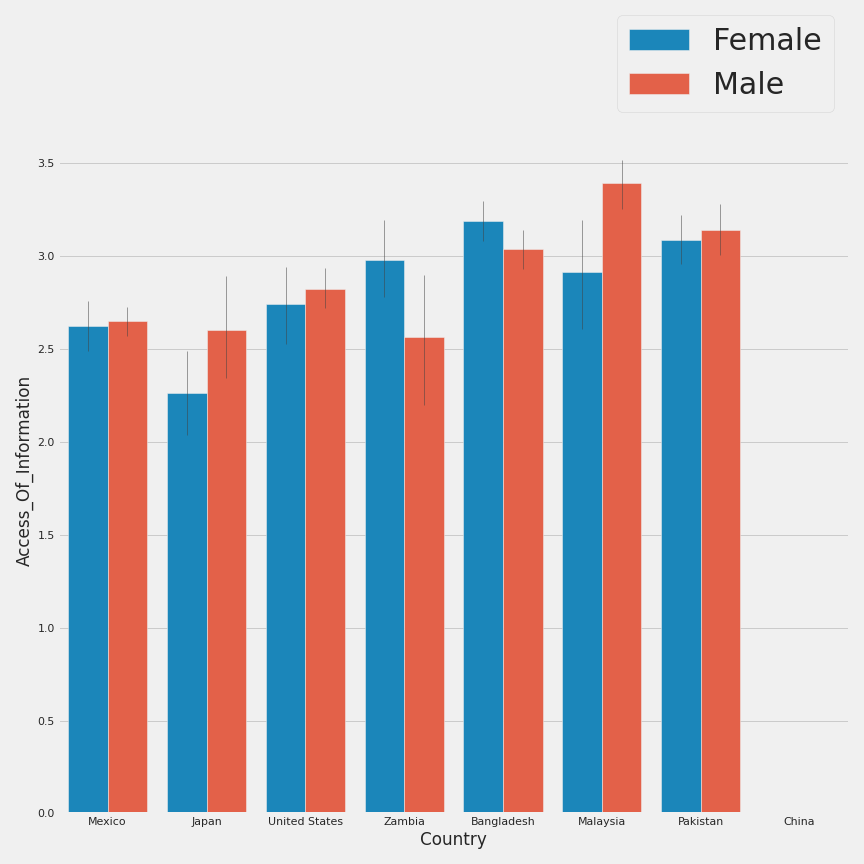 Female
Male
3.5
3.0
2.5
2.0
1.5
1.0
0.5
0.0
Access_Of_Information
Mexico Japan United States Zambia Bangladesh Malaysia Pakistan China
Country